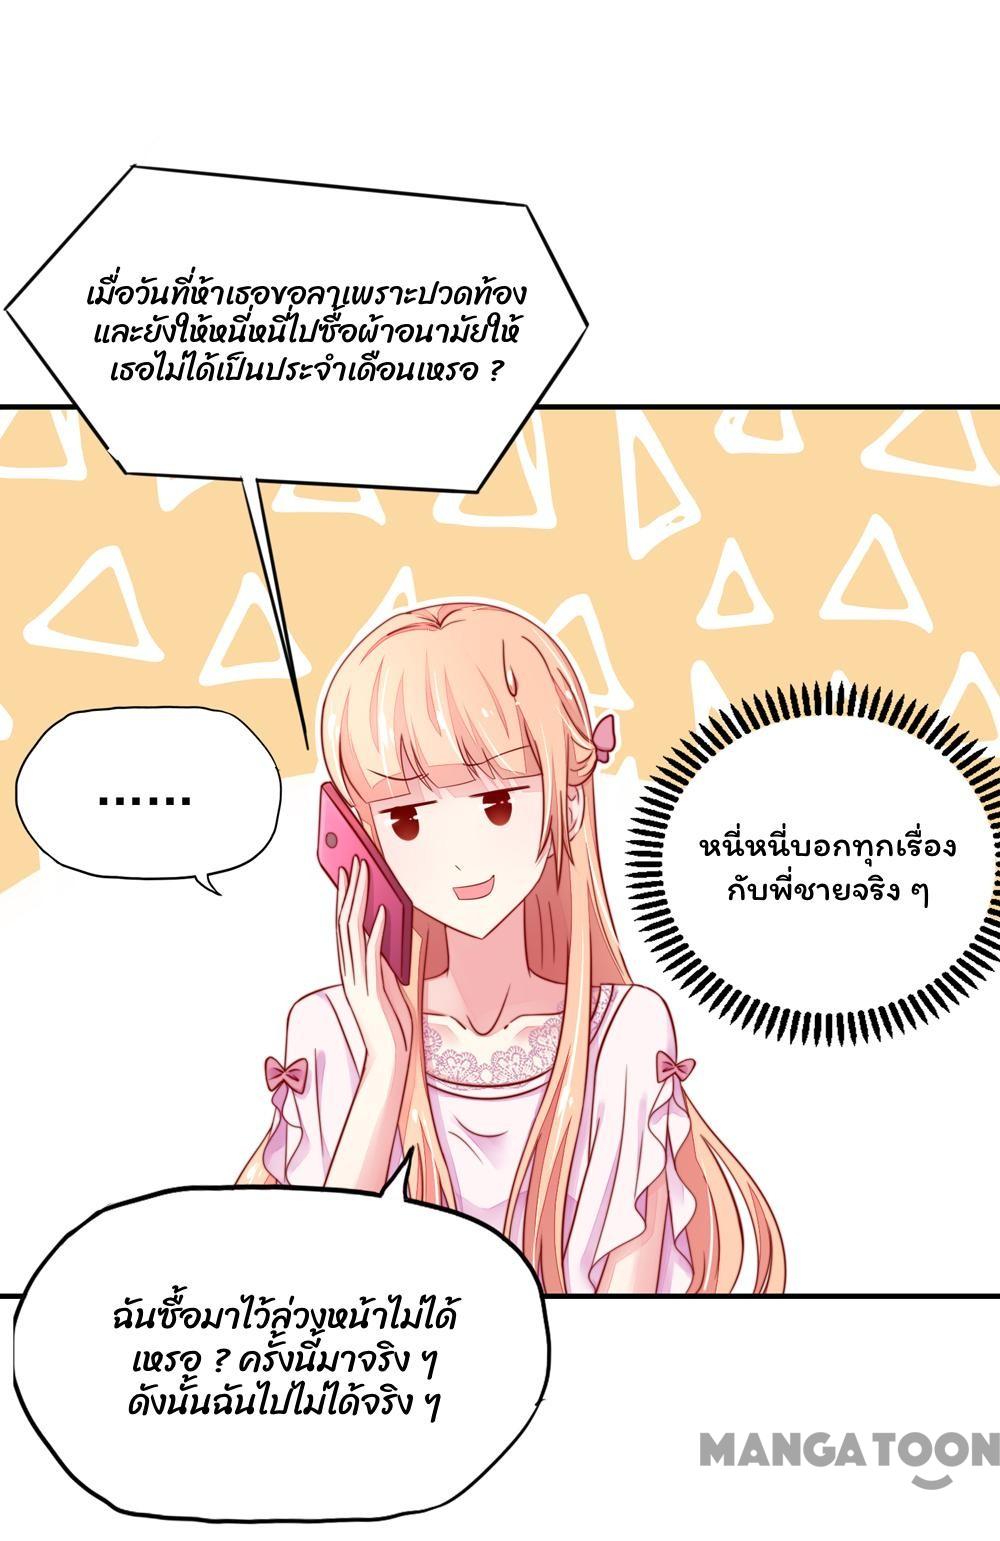 เมื่อวันที่ห้าเธอขอลาเพราะปวดท้อง
และยังให้หนี่หนี่ไปซื้อผ้าอนามัยให้
เธอไม่ได้เป็นประจำเดือนเหรอ ?
......
หนี่หนี่บอกทุกเรื่อง
กับพี่ชายจริง ๆ
ฉันซื้อมาไว้ล่วงหน้าไม่ได้
เหรอ ? ครั้งนี้มาจริง ๆ
ดังนั้นฉันไปไม่ได้จริง ๆ
MANGATOON